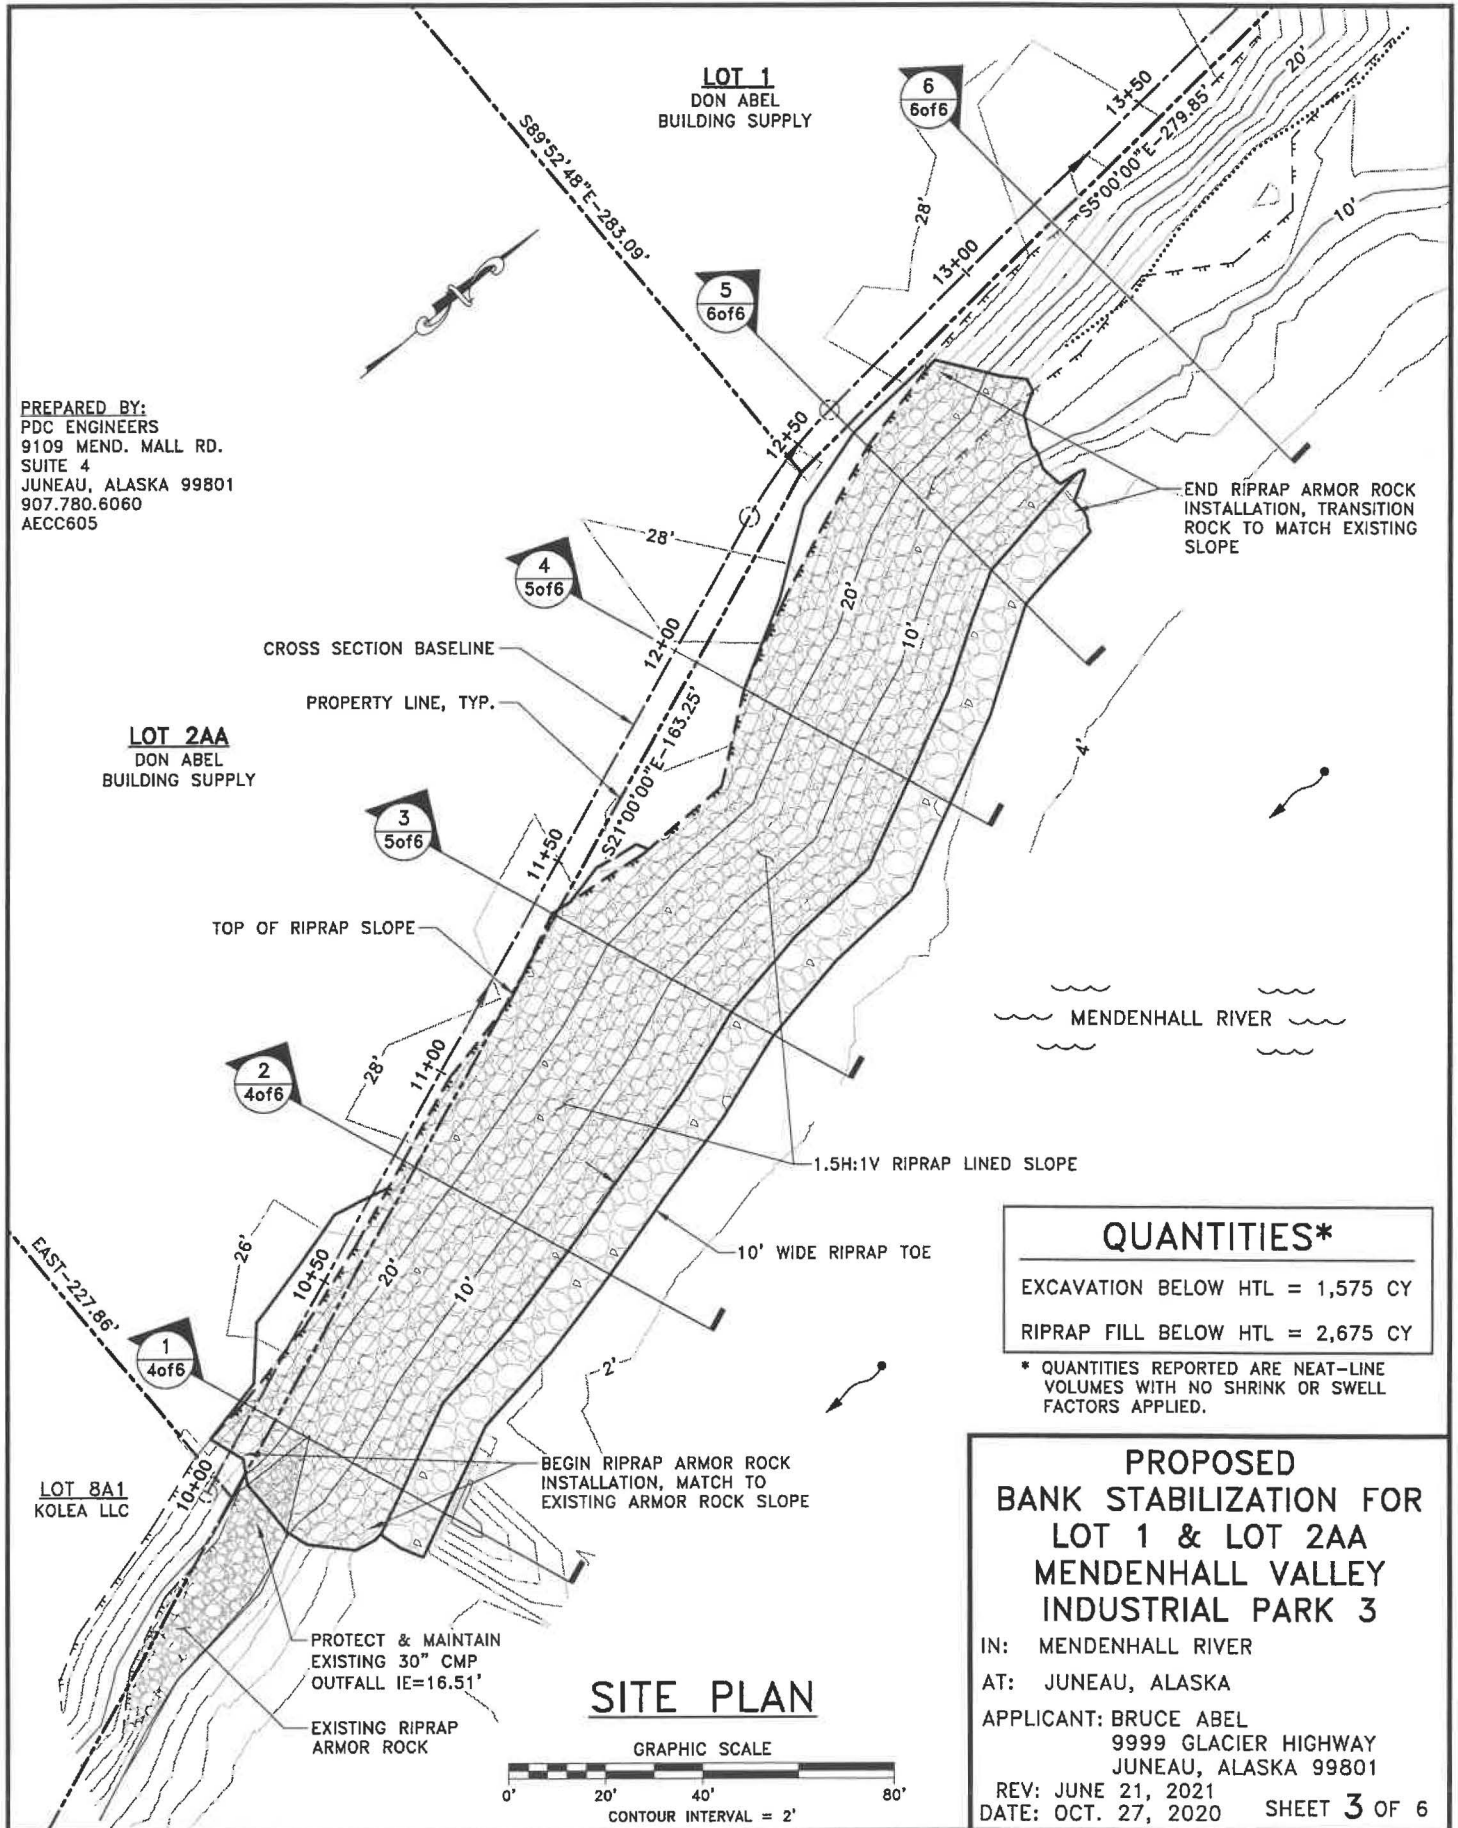 LOT 1
DON ABEL
BUILDING SUPPLY
6
6of6
13+50
20'
S89°52'48"E-283.09'
S5°00'00"E-279.85'
28'
10'
13+00
5
6of6
PREPARED BY:
PDC ENGINEERS
9109 MEND. MALL RD.
SUITE 4
JUNEAU, ALASKA 99801
907.780.6060
AECC605
12+50
END RIPRAP ARMOR ROCK
INSTALLATION, TRANSITION
ROCK TO MATCH EXISTING
SLOPE
28'
4
5of6
20'
10'
12+00
CROSS SECTION BASELINE
PROPERTY LINE, TYP.
S21°00'00"E-163.25'
4'
LOT 2AA
DON ABEL
BUILDING SUPPLY
3
5of6
11+50
TOP OF RIPRAP SLOPE
MENDENHALL RIVER
28'
11+00
2
4of6
1.5H:1V RIPRAP LINED SLOPE
26'
10+50
20'
10'
10' WIDE RIPRAP TOE
EAST-227.86'
1
4of6
2'
QUANTITIES*
EXCAVATION BELOW HTL = 1,575 CY
RIPRAP FILL BELOW HTL = 2,675 CY
* QUANTITIES REPORTED ARE NEAT-LINE
VOLUMES WITH NO SHRINK OR SWELL
FACTORS APPLIED.
10+00
LOT 8A1
KOLEA LLC
BEGIN RIPRAP ARMOR ROCK
INSTALLATION, MATCH TO
EXISTING ARMOR ROCK SLOPE
PROTECT & MAINTAIN
EXISTING 30" CMP
OUTFALL IE=16.51'
EXISTING RIPRAP
ARMOR ROCK
SITE PLAN
GRAPHIC SCALE
0' 20' 40' 80'
CONTOUR INTERVAL = 2'
PROPOSED
BANK STABILIZATION FOR
LOT 1 & LOT 2AA
MENDENHALL VALLEY
INDUSTRIAL PARK 3
IN: MENDENHALL RIVER
AT: JUNEAU, ALASKA
APPLICANT: BRUCE ABEL
9999 GLACIER HIGHWAY
JUNEAU, ALASKA 99801
REV: JUNE 21, 2021
DATE: OCT. 27, 2020 SHEET 3 OF 6